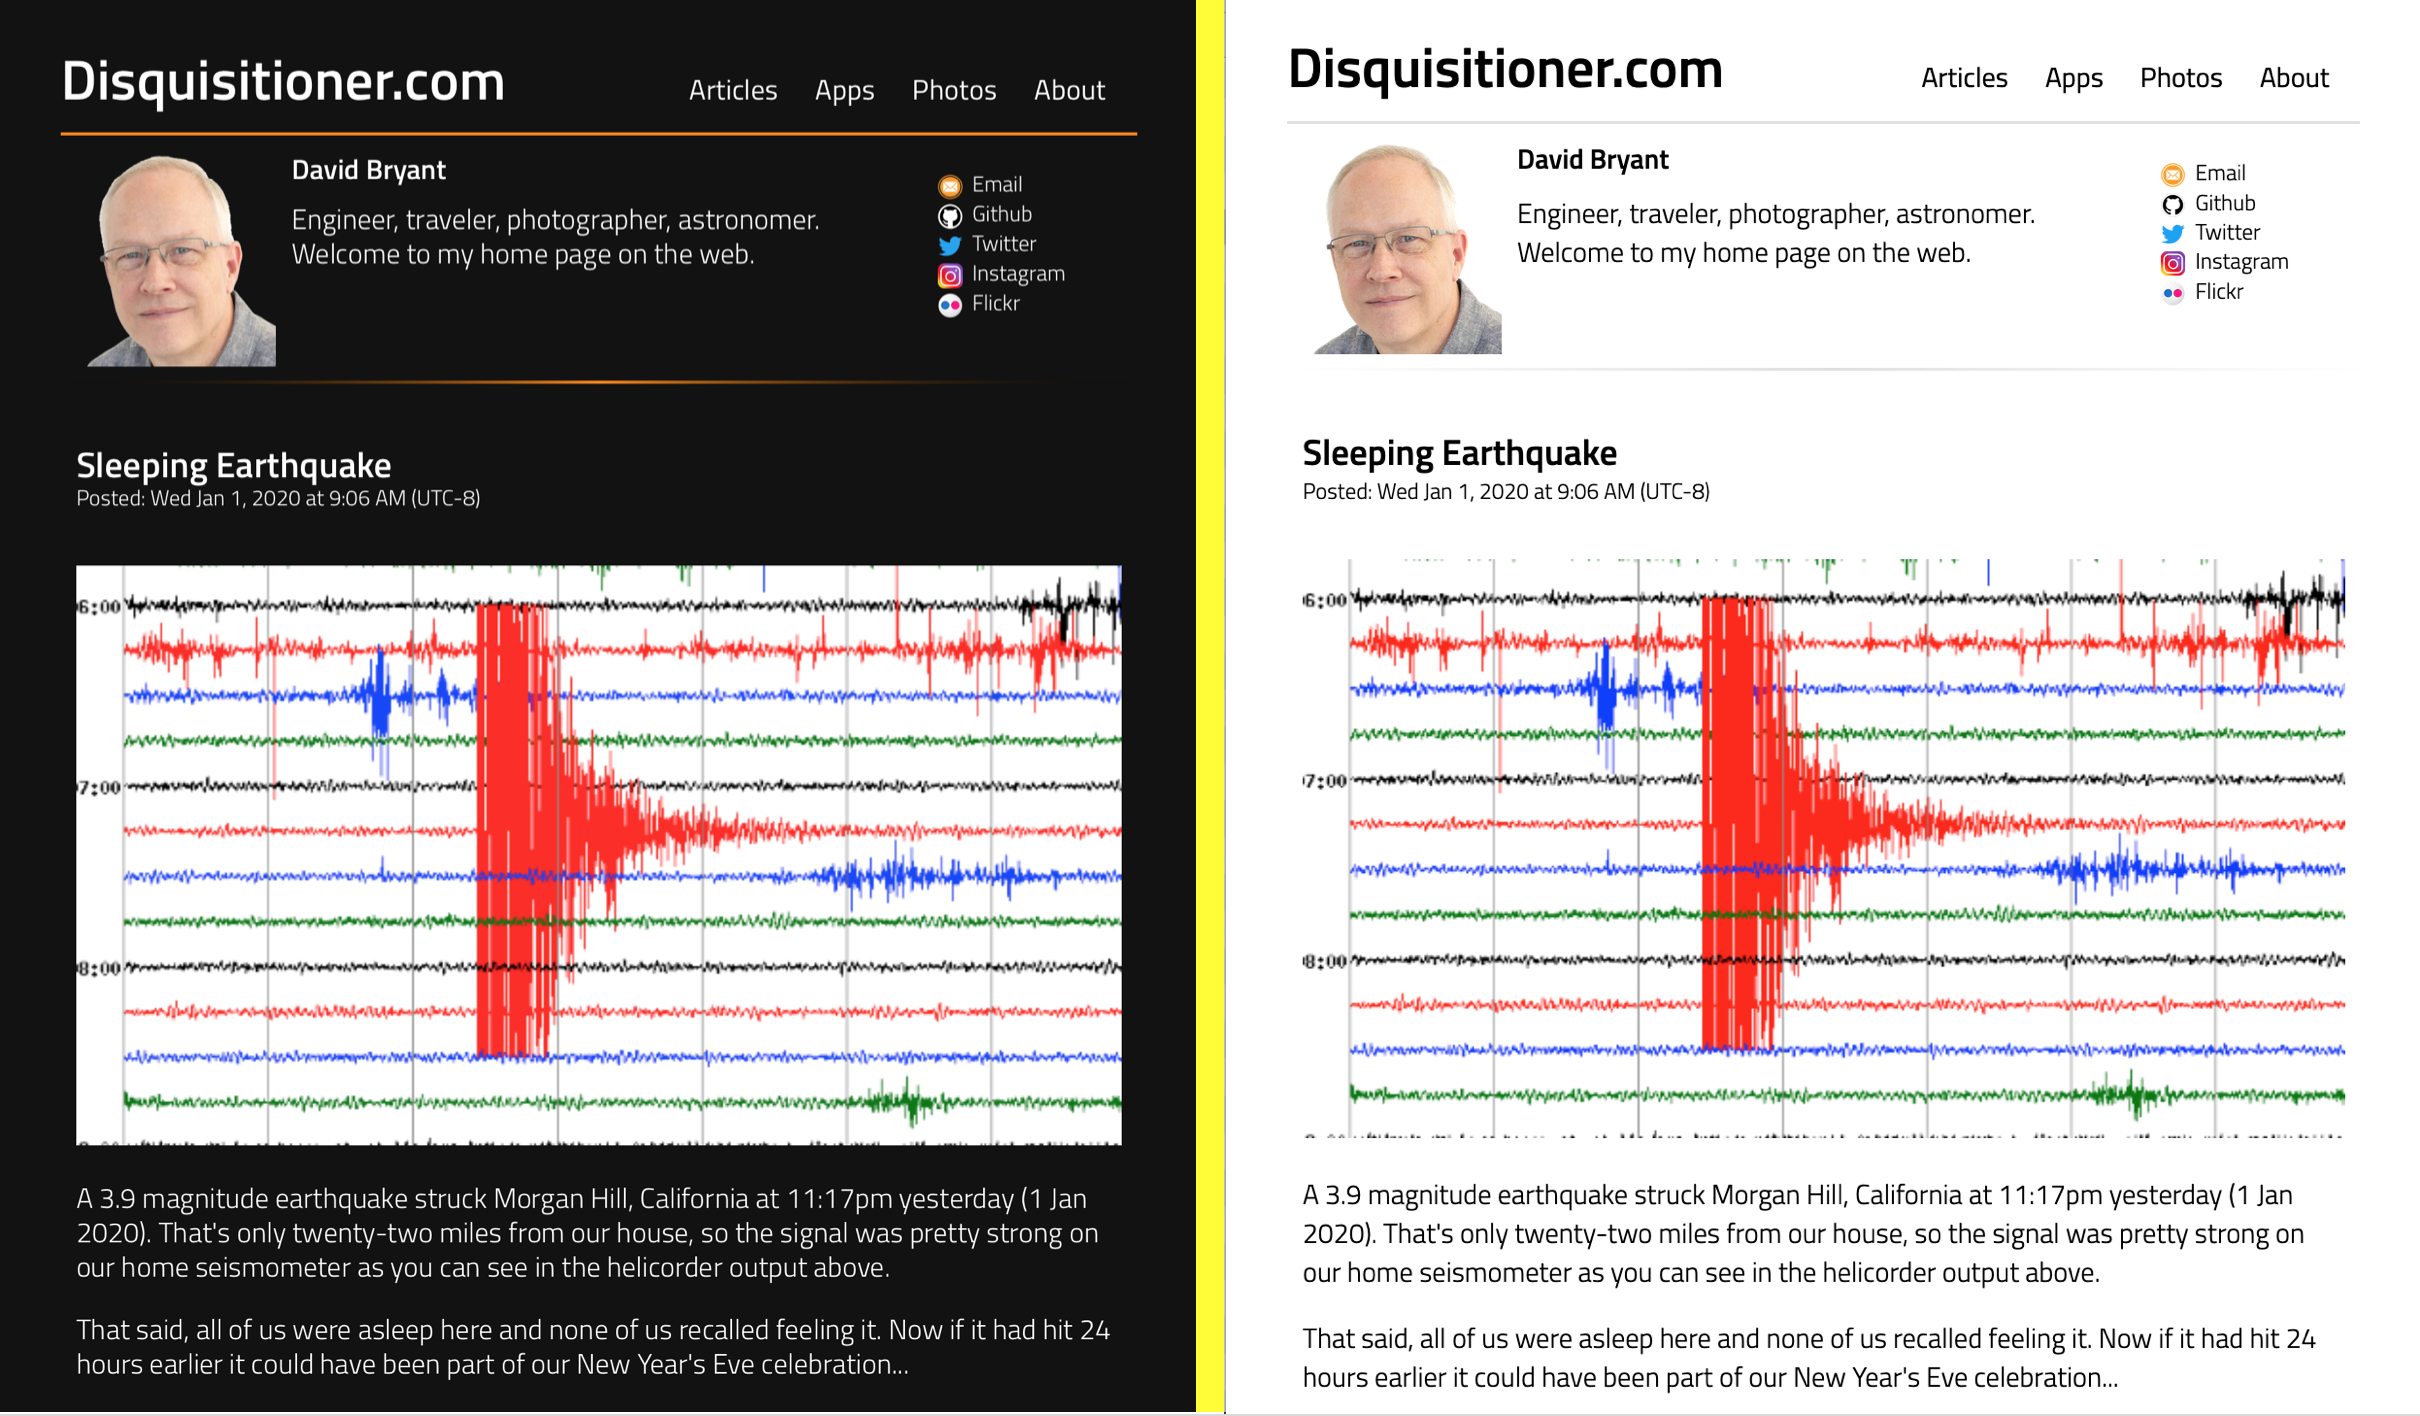 Disquisitioner.com
Articles Apps Photos About
David Bryant
Engineer, traveler, photographer, astronomer.
Welcome to my home page on the web.
Email
Github
Twitter
Instagram
Flickr
Sleeping Earthquake
Posted: Wed Jan 1, 2020 at 9:06 AM (UTC-8)
6:00
7:00
8:00
A 3.9 magnitude earthquake struck Morgan Hill, California at 11:17pm yesterday (1 Jan
2020). That's only twenty-two miles from our house, so the signal was pretty strong on
our home seismometer as you can see in the helicorder output above.
That said, all of us were asleep here and none of us recalled feeling it. Now if it had hit 24
hours earlier it could have been part of our New Year's Eve celebration...
Disquisitioner.com
Articles Apps Photos About
David Bryant
Engineer, traveler, photographer, astronomer.
Welcome to my home page on the web.
Email
Github
Twitter
Instagram
Flickr
Sleeping Earthquake
Posted: Wed Jan 1, 2020 at 9:06 AM (UTC-8)
6:00
7:00
8:00
A 3.9 magnitude earthquake struck Morgan Hill, California at 11:17pm yesterday (1 Jan
2020). That's only twenty-two miles from our house, so the signal was pretty strong on
our home seismometer as you can see in the helicorder output above.
That said, all of us were asleep here and none of us recalled feeling it. Now if it had hit 24
hours earlier it could have been part of our New Year's Eve celebration...